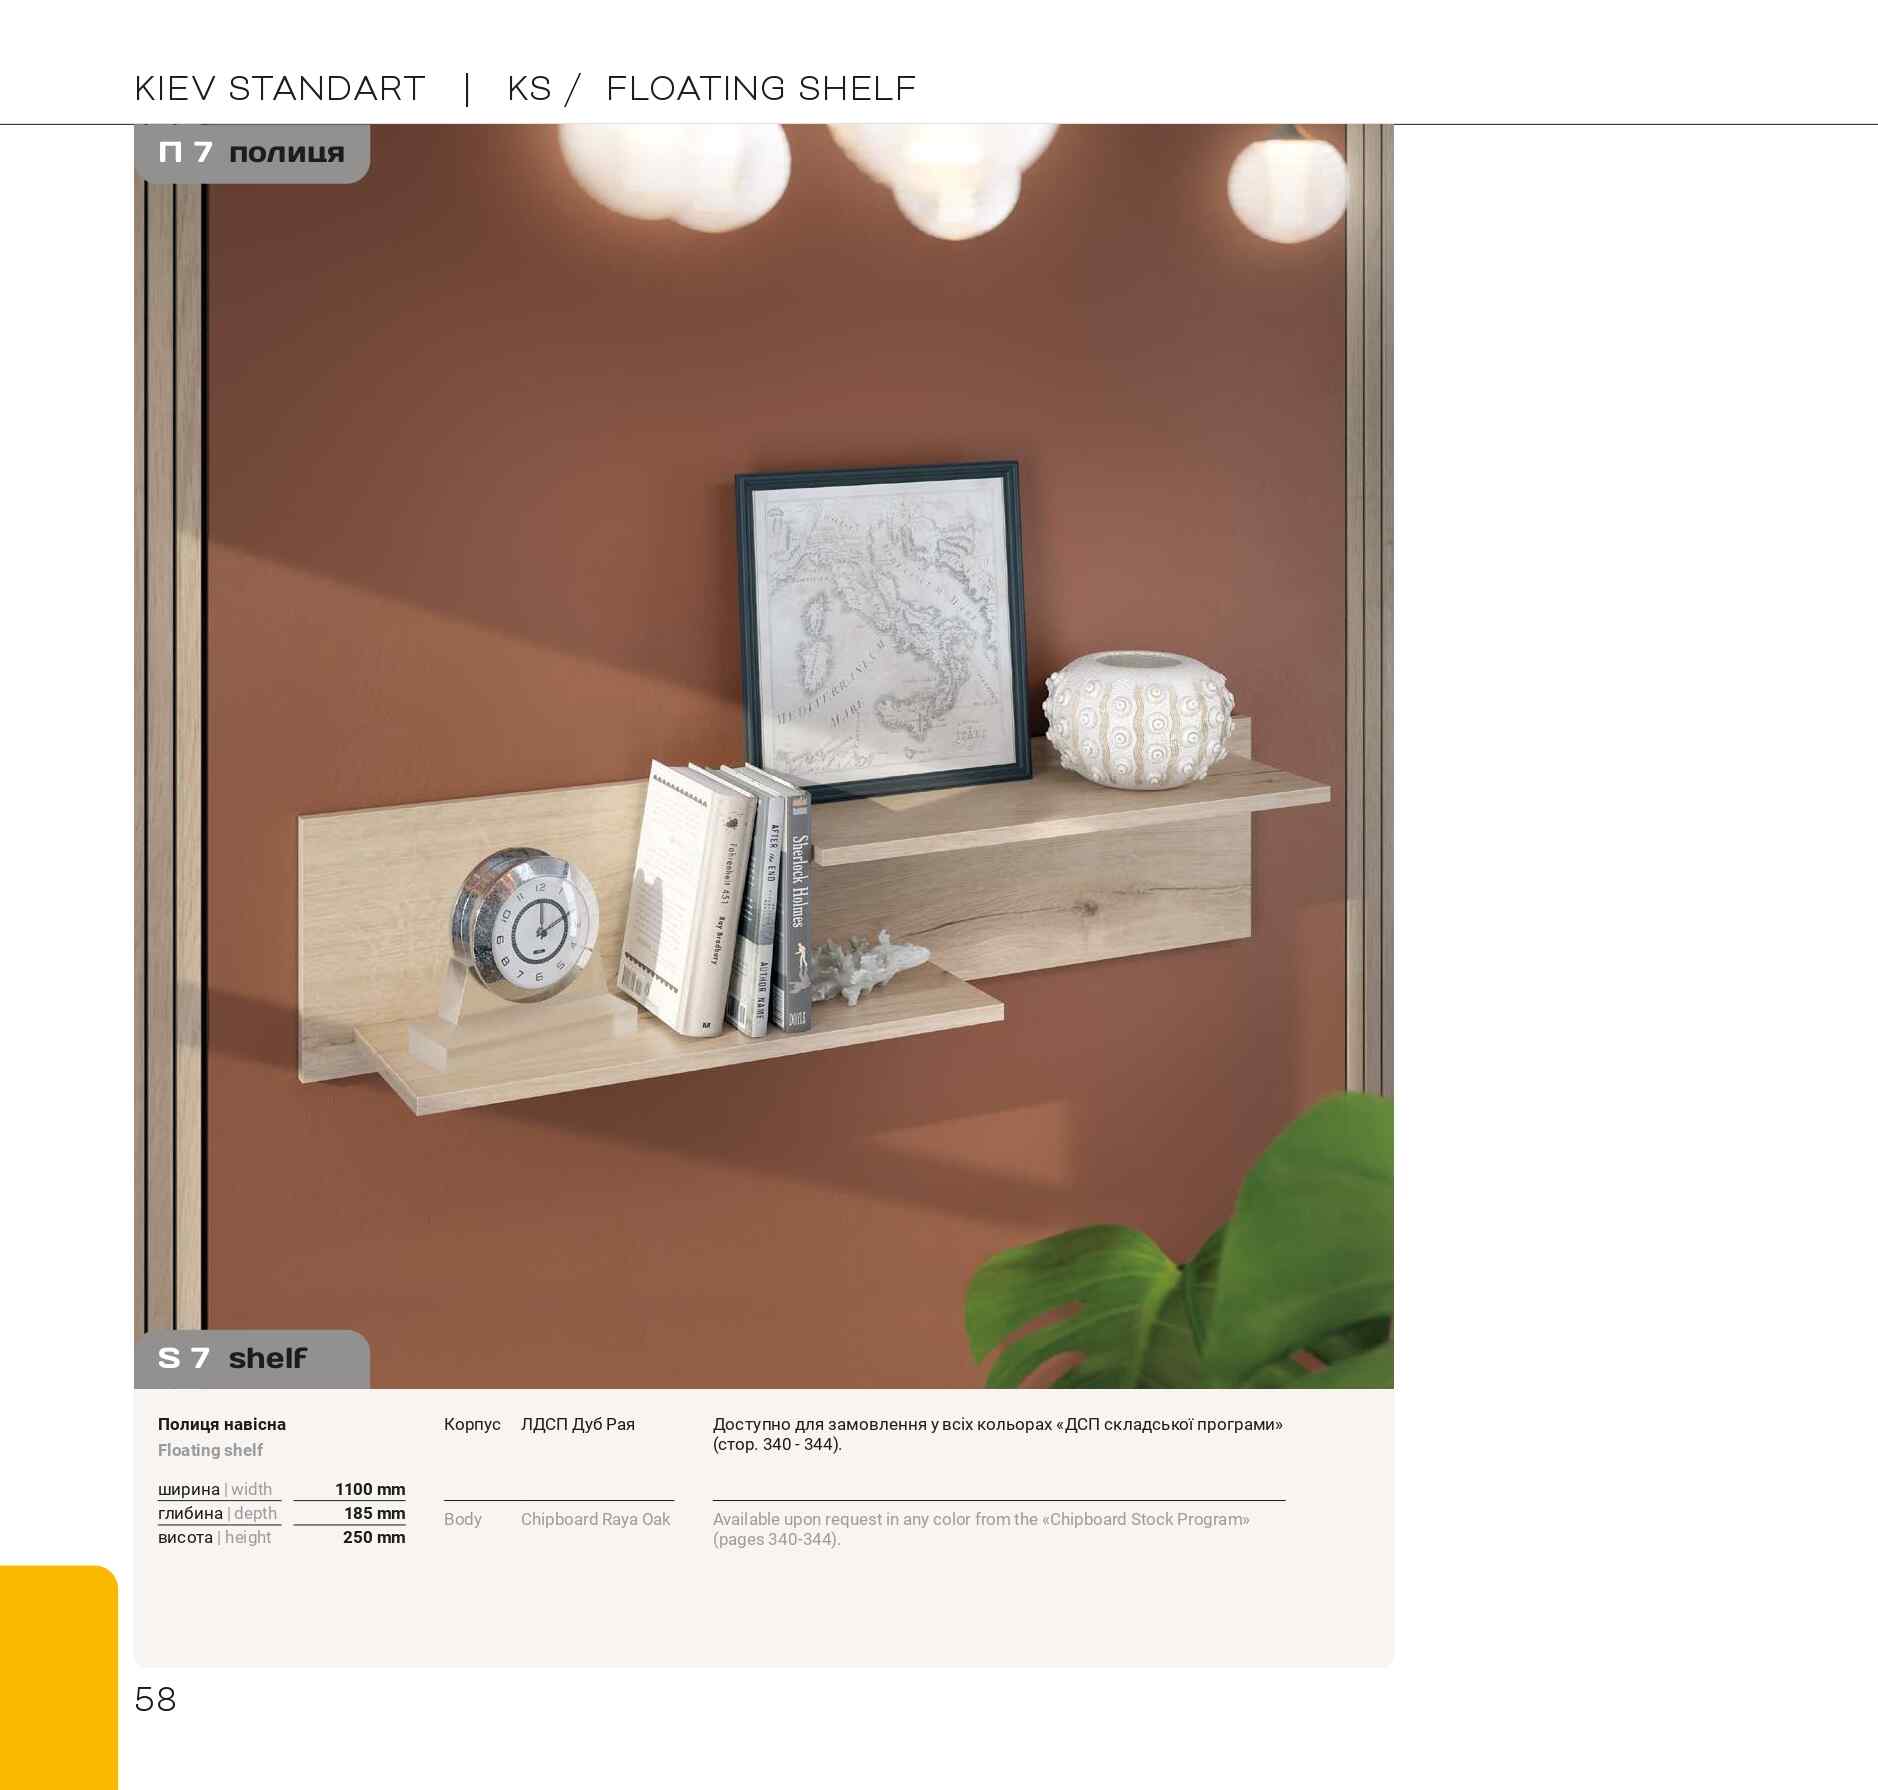 KIEV STANDART | KS / FLOATING SHELF
П 7 полиця
MEDITERRANEUM
MARE
Fahrenheit 451
Ray Bradbury
AFTER the END
AUTHOR NAME
Sherlock Holmes
DOYLE
S 7 shelf
Полиця навісна
Floating shelf
ширина | width 1100 mm
глибина | depth 185 mm
висота | height 250 mm
Корпус ЛДСП Дуб Рая
Body Chipboard Raya Oak
Доступно для замовлення у всіх кольорах «ДСП складської програми»
(стор. 340 - 344).
Available upon request in any color from the «Chipboard Stock Program»
(pages 340-344).
58